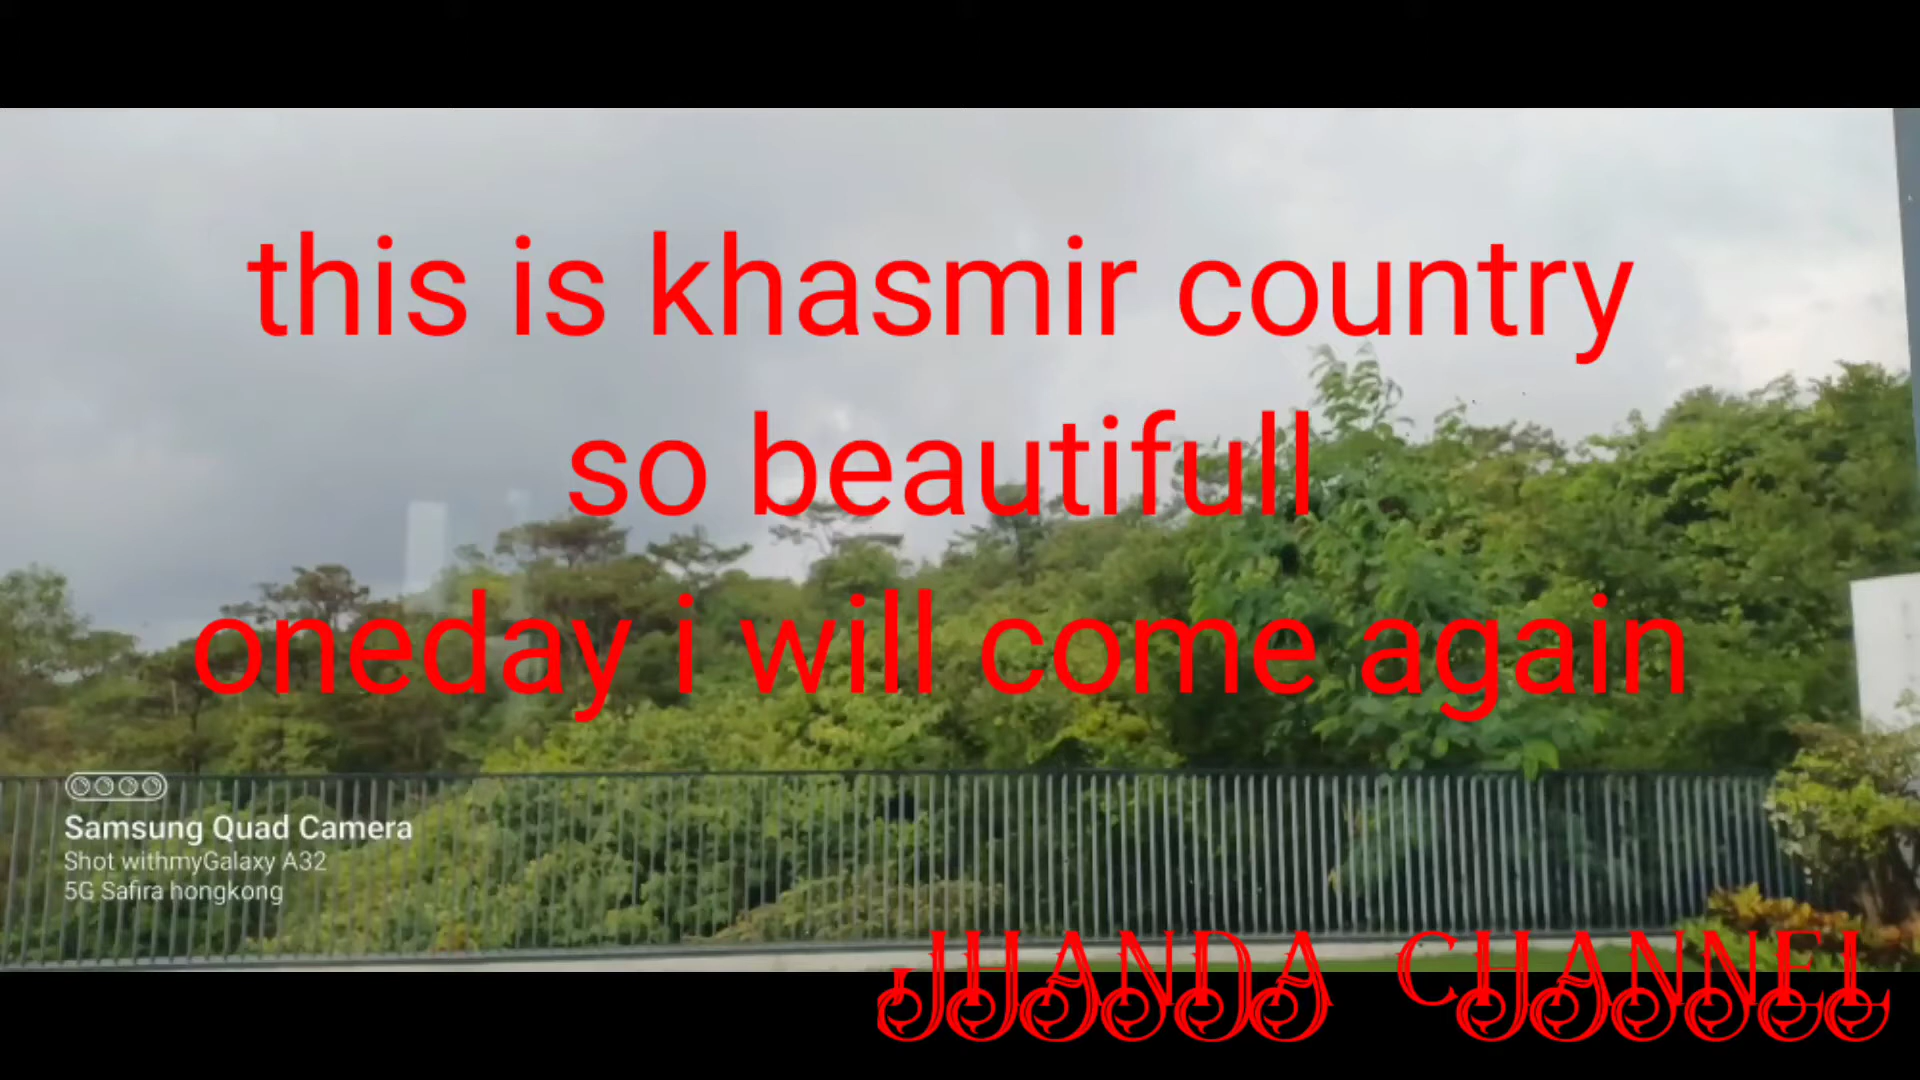 this is khasmir country
so beautifull
oneday i will come again
Samsung Quad Camera
Shot withmyGalaxy A32
5G Safira hongkong
JHANDA CHANNEL